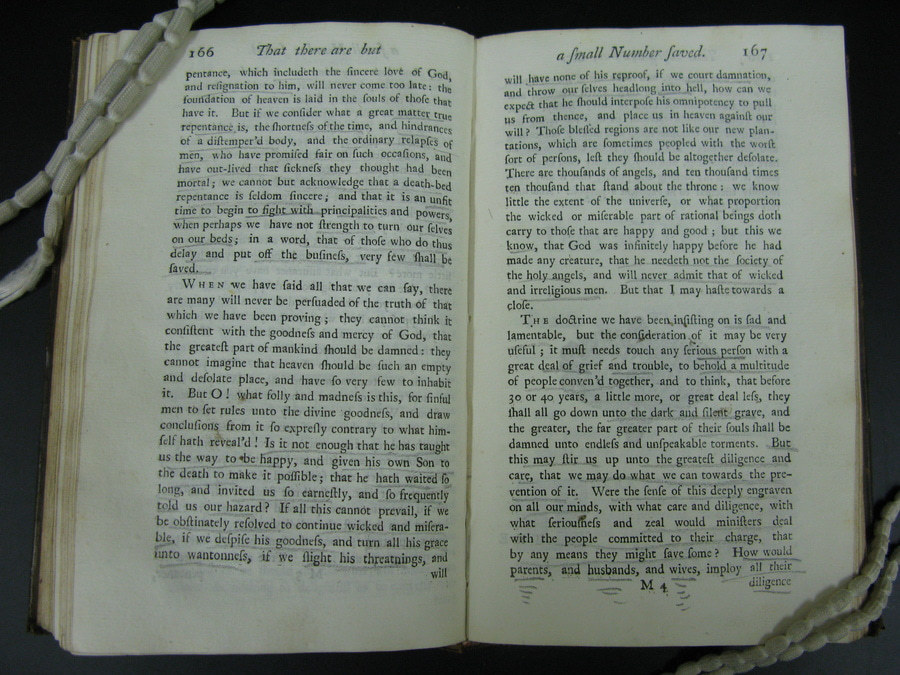 166 That there are but
pentance, which includeth the ſincere love of God,
and reſignation to him, will never come too late: the
foundation of heaven is laid in the ſouls of thoſe that
have it. But if we conſider what a great matter true
repentance is, the ſhortneſs of the time, and hindrances
of a diſtemper'd body, and the ordinary relapſes of
men, who have promiſed fair on ſuch occaſions, and
have out-lived that ſickneſs they thought had been
mortal; we cannot but acknowledge that a death-bed
repentance is ſeldom ſincere; and that it is an unfit
time to begin to fight with principalities and powers,
when perhaps we have not ſtrength to turn our ſelves
on our beds; in a word, that of thoſe who do thus
delay and put off the buſineſs, very few ſhall be
ſaved.
WHEN we have ſaid all that we can ſay, there
are many will never be perſuaded of the truth of that
which we have been proving; they cannot think it
conſiſtent with the goodneſs and mercy of God, that
the greateſt part of mankind ſhould be damned: they
cannot imagine that heaven ſhould be ſuch an empty
and deſolate place, and have ſo very few to inhabit
it. But O! what folly and madneſs is this, for ſinful
men to ſet rules unto the divine goodneſs, and draw
concluſions from it ſo expreſly contrary to what him-
ſelf hath reveal'd! Is it not enough that he has taught
us the way to be happy, and given his own Son to
the death to make it poſſible; that he hath waited ſo
long, and invited us ſo earneſtly, and ſo frequently
told us our hazard? If all this cannot prevail, if we
be obſtinately reſolved to continue wicked and miſera-
ble, if we deſpiſe his goodneſs, and turn all his grace
unto wantonneſs, if we ſlight his threatnings, and
will
a ſmall Number ſaved. 167
will have none of his reproof, if we court damnation,
and throw our ſelves headlong into hell, how can we
expect that he ſhould interpoſe his omnipotency to pull
us from thence, and place us in heaven againſt our
will? Thoſe bleſſed regions are not like our new plan-
tations, which are ſometimes peopled with the worſt
ſort of perſons, leſt they ſhould be altogether deſolate.
There are thouſands of angels, and ten thouſand times
ten thouſand that ſtand about the throne: we know
little the extent of the univerſe, or what proportion
the wicked or miſerable part of rational beings doth
carry to thoſe that are happy and good; but this we
know, that God was infinitely happy before he had
made any creature, that he needeth not the ſociety of
the holy angels, and will never admit that of wicked
and irreligious men. But that I may haſte towards a
cloſe.
THE doctrine we have been inſiſting on is ſad and
lamentable, but the conſideration of it may be very
uſeful; it muſt needs touch any ſerious perſon with a
great deal of grief and trouble, to behold a multitude
of people conven'd together, and to think, that before
30 or 40 years, a little more, or great deal leſs, they
ſhall all go down unto the dark and ſilent grave, and
the greater, the far greater part of their ſouls ſhall be
damned unto endleſs and unſpeakable torments. But
this may ſtir us up unto the greateſt diligence and
care, that we may do what we can towards the pre-
vention of it. Were the ſenſe of this deeply engraven
on all our minds, with what care and diligence, with
what ſeriouſneſs and zeal would miniſters deal
with the people committed to their charge, that
by any means they might ſave ſome? How would
parents, and husbands, and wives, imploy all their
M 4 diligence